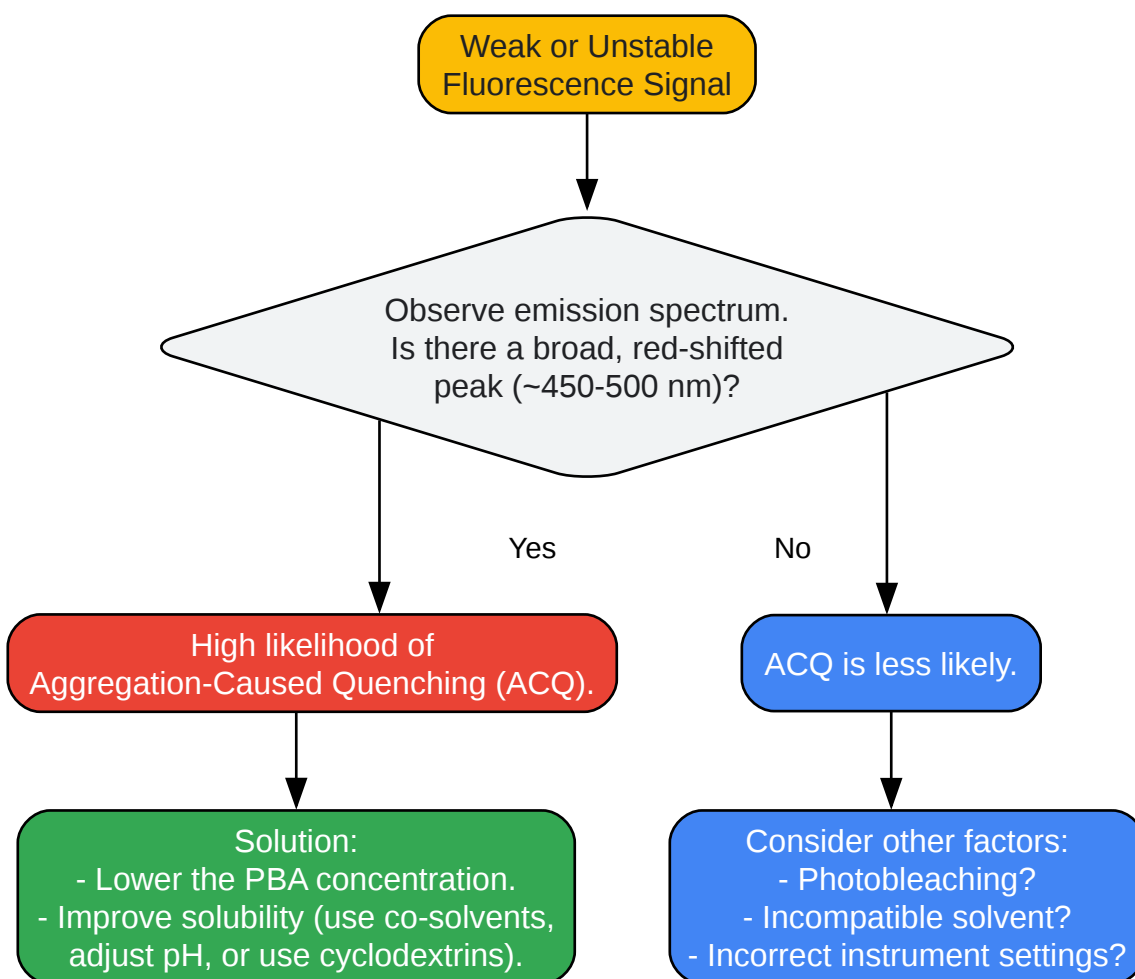 Weak or Unstable
Fluorescence Signal
Observe emission spectrum.
Is there a broad, red-shifted
peak (~450-500 nm)?
Yes
No
High likelihood of
Aggregation-Caused Quenching (ACQ).
ACQ is less likely.
Solution:
- Lower the PBA concentration.
- Improve solubility (use co-solvents,
adjust pH, or use cyclodextrins).
Consider other factors:
- Photobleaching?
- Incompatible solvent?
- Incorrect instrument settings?